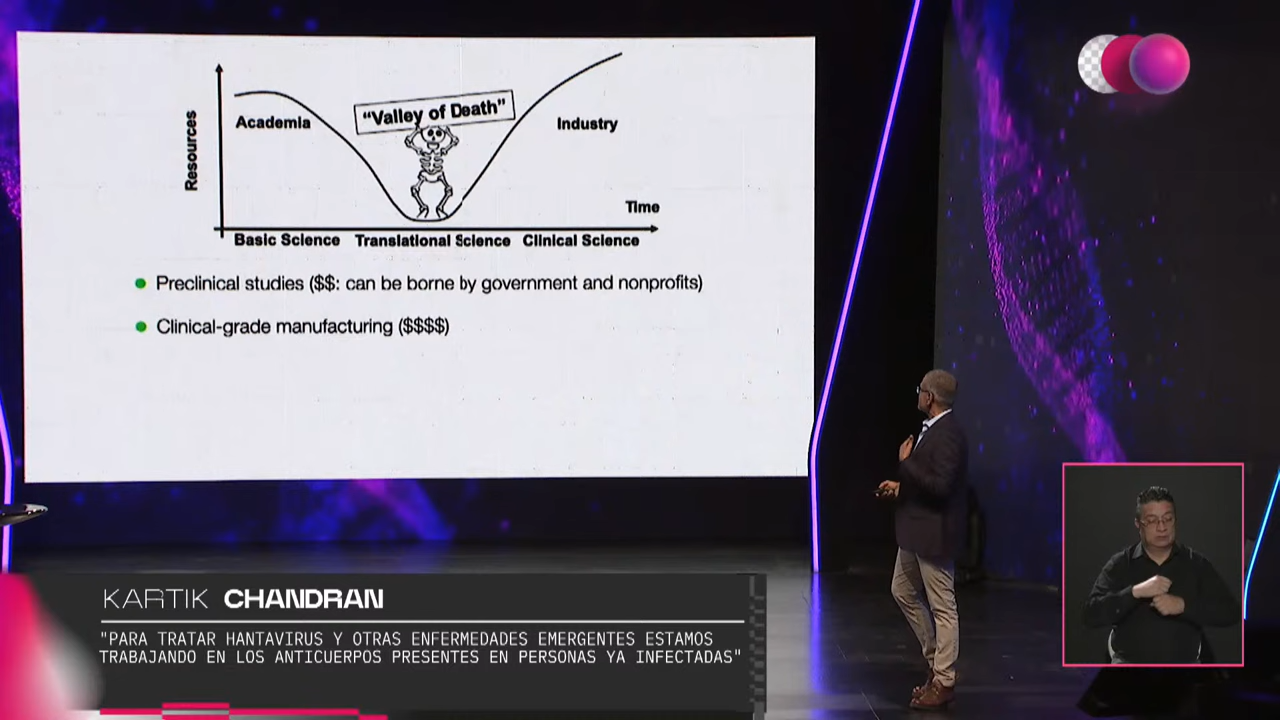 "Valley of Death"
Academia
Industry
Resources
Time
Basic Science Translational Science Clinical Science
Preclinical studies ($$: can be borne by government and nonprofits)
Clinical-grade manufacturing ($$$$)
KARTIK CHANDRAN
"PARA TRATAR HANTAVIRUS Y OTRAS ENFERMEDADES EMERGENTES ESTAMOS
TRABAJANDO EN LOS ANTICUERPOS PRESENTES EN PERSONAS YA INFECTADAS"